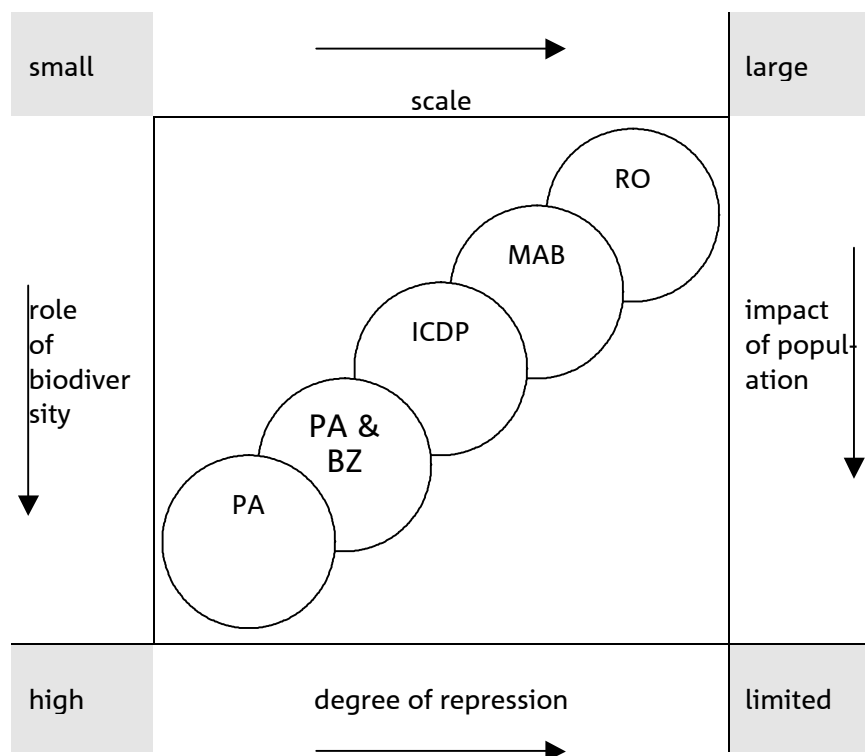 small
large
scale
RO
MAB
ICDP
PA &
BZ
PA
role
of
biodiver
sity
impact
of popul-
ation
high
degree of repression
limited